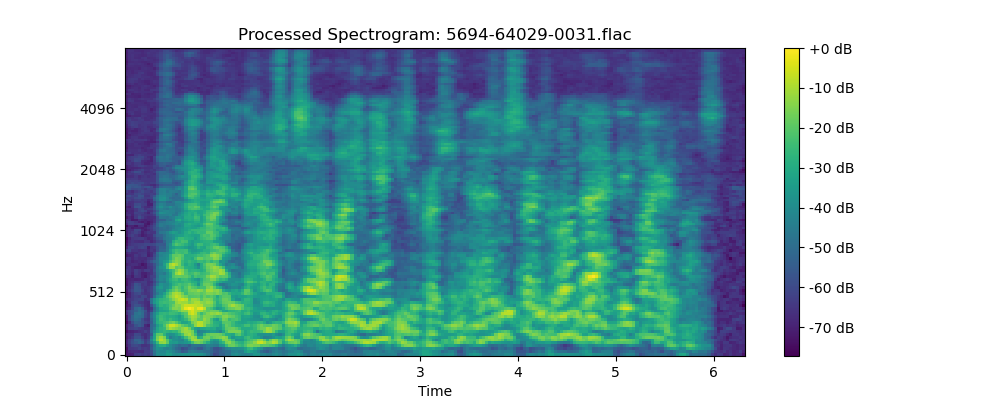 Processed Spectrogram: 5694-64029-0031.flac
Hz
4096
2048
1024
512
0
0 1 2 3 4 5 6
Time
+0 dB
-10 dB
-20 dB
-30 dB
-40 dB
-50 dB
-60 dB
-70 dB